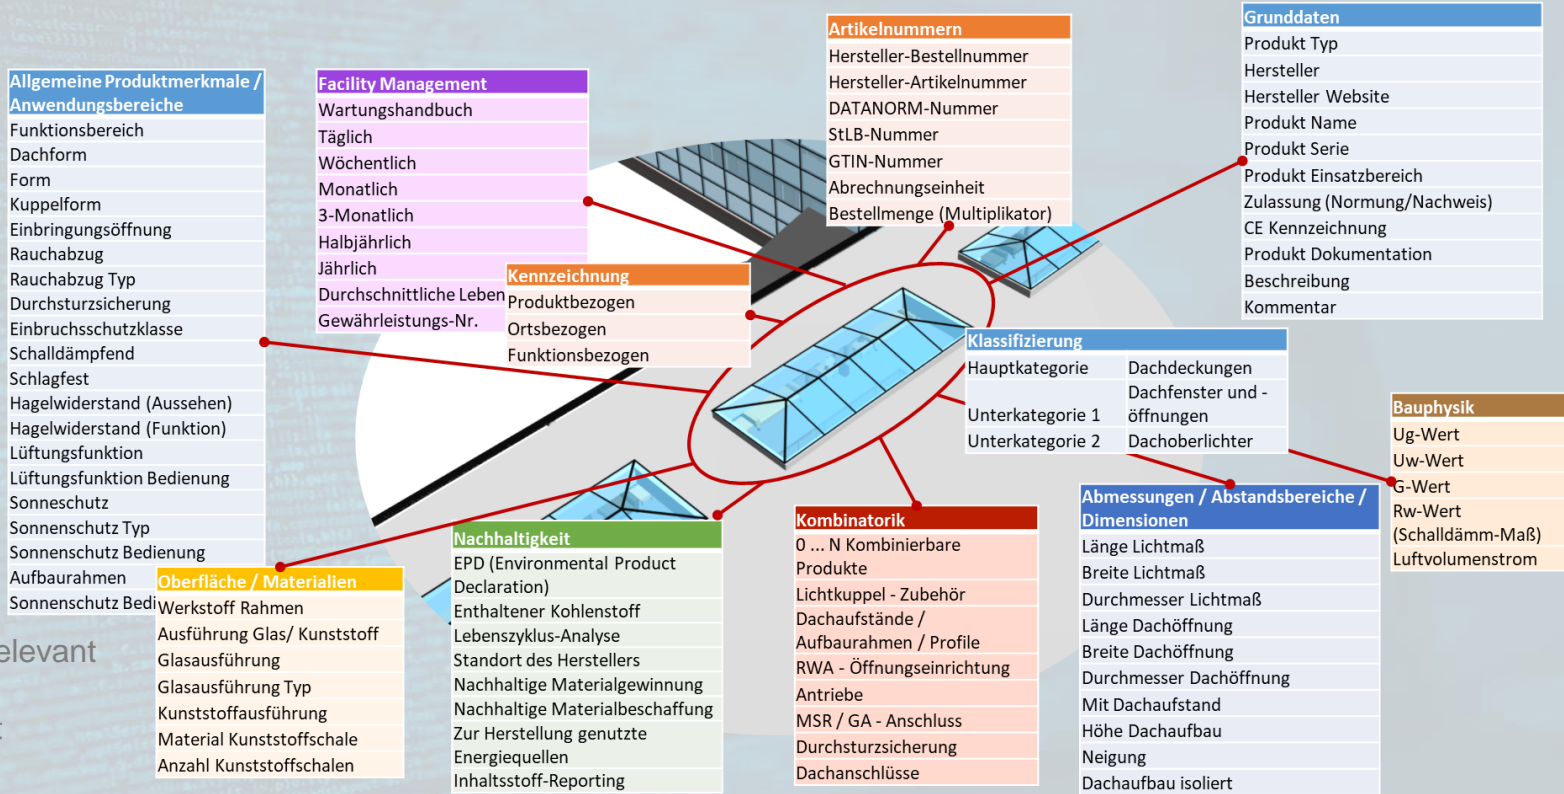 Allgemeine Produktmerkmale /
Anwendungsbereiche
Funktionsbereich
Dachform
Form
Kuppelform
Einbringungsöffnung
Rauchabzug
Rauchabzug Typ
Durchsturzsicherung
Einbruchsschutzklasse
Schalldämpfend
Schlagfest
Hagelwiderstand (Aussehen)
Hagelwiderstand (Funktion)
Lüftungsfunktion
Lüftungsfunktion Bedienung
Sonneschutz
Sonnenschutz Typ
Sonnenschutz Bedienung
Aufbaurahmen
Sonnenschutz Bedi
Facility Management
Wartungshandbuch
Täglich
Wöchentlich
Monatlich
3-Monatlich
Halbjährlich
Jährlich
Durchschnittliche Leben
Gewährleistungs-Nr.
Kennzeichnung
Produktbezogen
Ortsbezogen
Funktionsbezogen
Artikelnummern
Hersteller-Bestellnummer
Hersteller-Artikelnummer
DATANORM-Nummer
StLB-Nummer
GTIN-Nummer
Abrechnungseinheit
Bestellmenge (Multiplikator)
Grunddaten
Produkt Typ
Hersteller
Hersteller Website
Produkt Name
Produkt Serie
Produkt Einsatzbereich
Zulassung (Normung/Nachweis)
CE Kennzeichnung
Produkt Dokumentation
Beschreibung
Kommentar
Klassifizierung
Hauptkategorie Dachdeckungen
Dachfenster und -
Unterkategorie 1 öffnungen
Unterkategorie 2 Dachoberlichter
Bauphysik
Ug-Wert
Uw-Wert
G-Wert
Rw-Wert
(Schalldämm-Maß)
Luftvolumenstrom
Oberfläche / Materialien
Werkstoff Rahmen
Ausführung Glas/ Kunststoff
Glasausführung
Glasausführung Typ
Kunststoffausführung
Material Kunststoffschale
Anzahl Kunststoffschalen
elevant
Nachhaltigkeit
EPD (Environmental Product
Declaration)
Enthaltener Kohlenstoff
Lebenszyklus-Analyse
Standort des Herstellers
Nachhaltige Materialgewinnung
Nachhaltige Materialbeschaffung
Zur Herstellung genutzte
Energiequellen
Inhaltsstoff-Reporting
Kombinatorik
0 ... N Kombinierbare
Produkte
Lichtkuppel - Zubehör
Dachaufstände /
Aufbaurahmen / Profile
RWA - Öffnungseinrichtung
Antriebe
MSR / GA - Anschluss
Durchsturzsicherung
Dachanschlüsse
Abmessungen / Abstandsbereiche /
Dimensionen
Länge Lichtmaß
Breite Lichtmaß
Durchmesser Lichtmaß
Länge Dachöffnung
Breite Dachöffnung
Durchmesser Dachöffnung
Mit Dachaufstand
Höhe Dachaufbau
Neigung
Dachaufbau isoliert